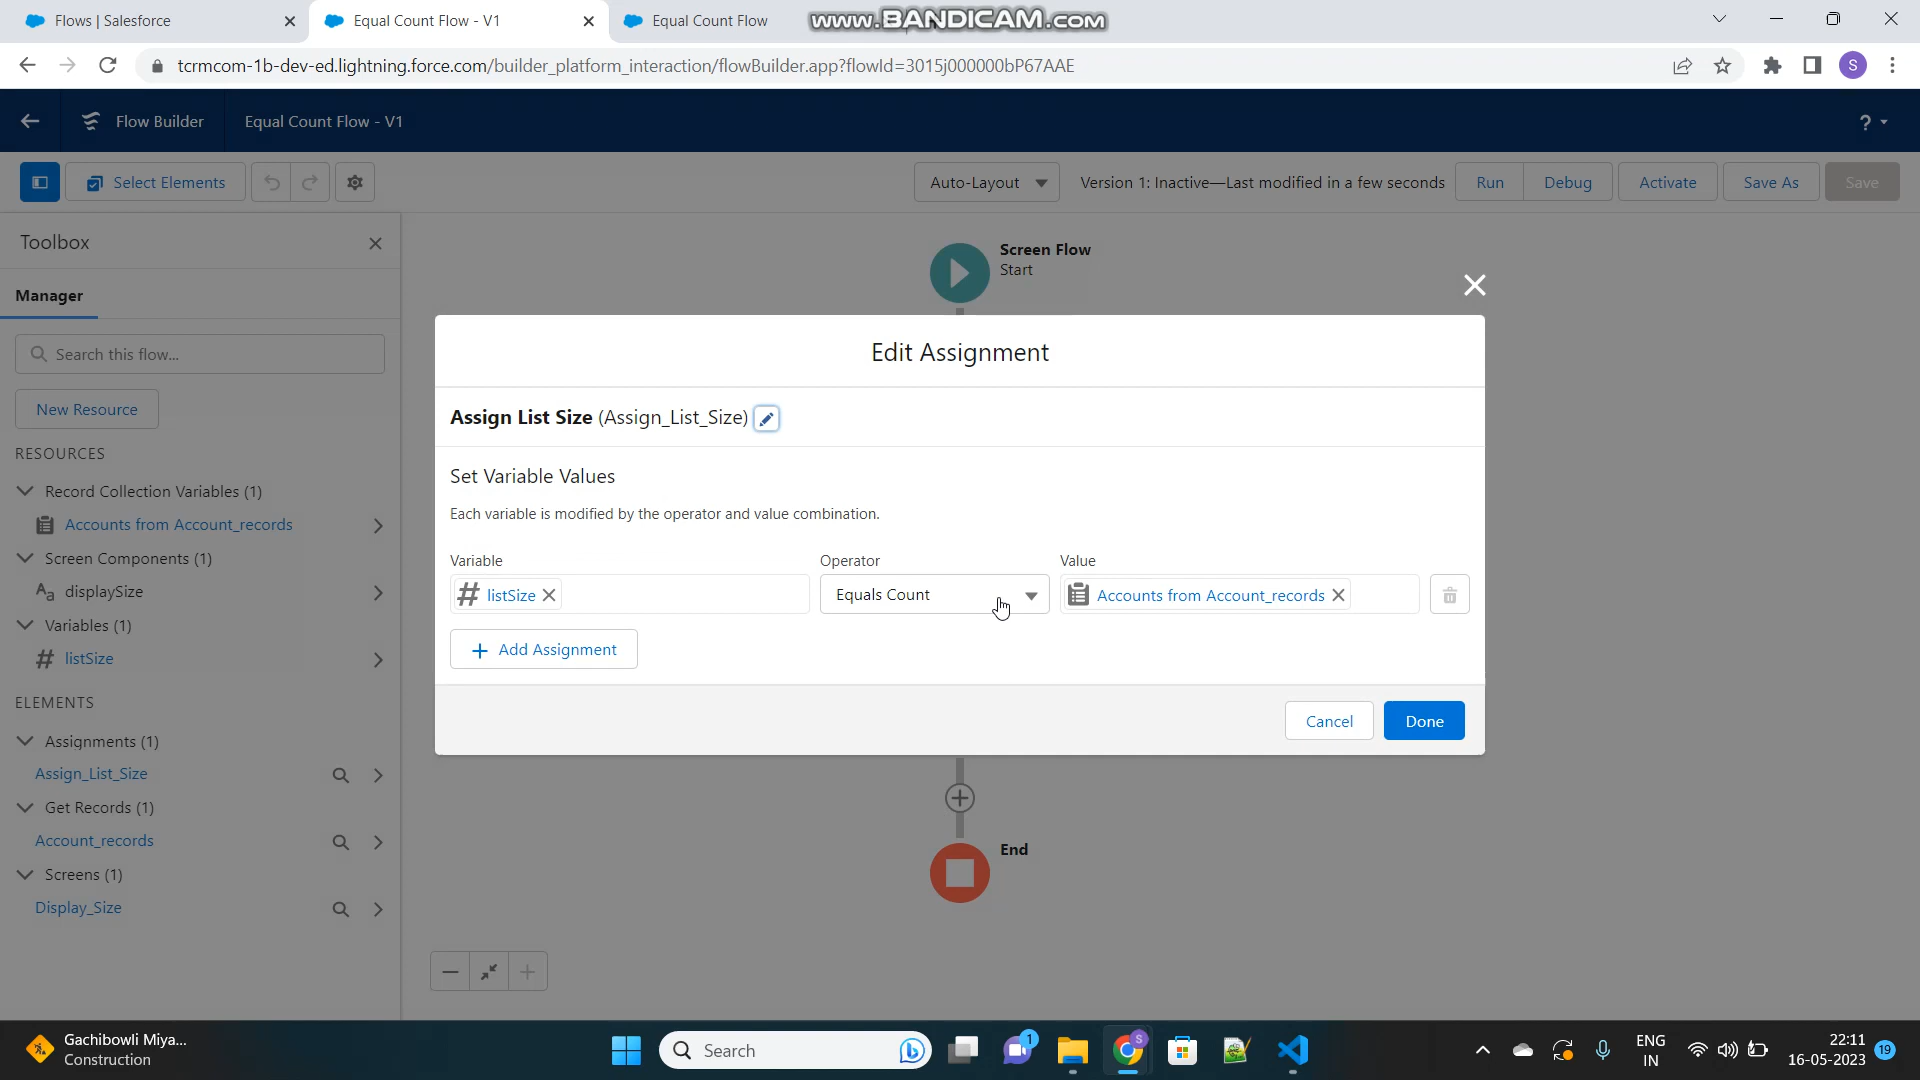 Flows | Salesforce
Equal Count Flow - V1
Equal Count Flow
www.BANDICAM.com
tcrmcom-1b-dev-ed.lightning.force.com/builder_platform_interaction/flowBuilder.app?flowId=3015j000000bP67AAE
S
Flow Builder
Equal Count Flow - V1
?
Select Elements
Auto-Layout
Version 1: Inactive—Last modified in a few seconds
Run
Debug
Activate
Save As
Save
Toolbox
Manager
Search this flow...
New Resource
RESOURCES
Record Collection Variables (1)
Accounts from Account_records
Screen Components (1)
Aa displaySize
Variables (1)
# listSize
ELEMENTS
Assignments (1)
Assign_List_Size
Get Records (1)
Account_records
Screens (1)
Display_Size
Screen Flow
Start
Edit Assignment
Assign List Size (Assign_List_Size)
Set Variable Values
Each variable is modified by the operator and value combination.
Variable
Operator
Value
# listSize
Equals Count
Accounts from Account_records
+ Add Assignment
Cancel
Done
End
Gachibowli Miya...
Construction
Search
1
S
ENG
IN
22:11
16-05-2023
19